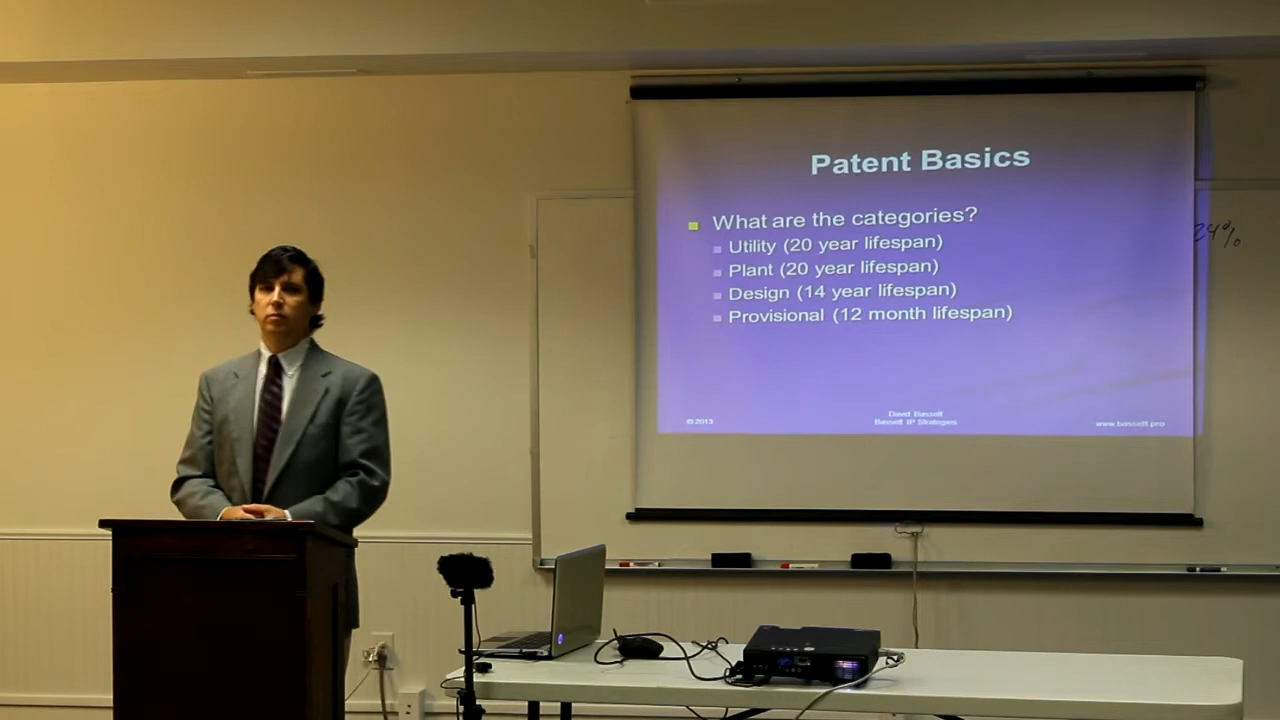 Patent Basics
What are the categories?
Utility (20 year lifespan)
Plant (20 year lifespan)
Design (14 year lifespan)
Provisional (12 month lifespan)
24%
© 2013
David Bassett
Bassett IP Strategies
www.bassett.pro